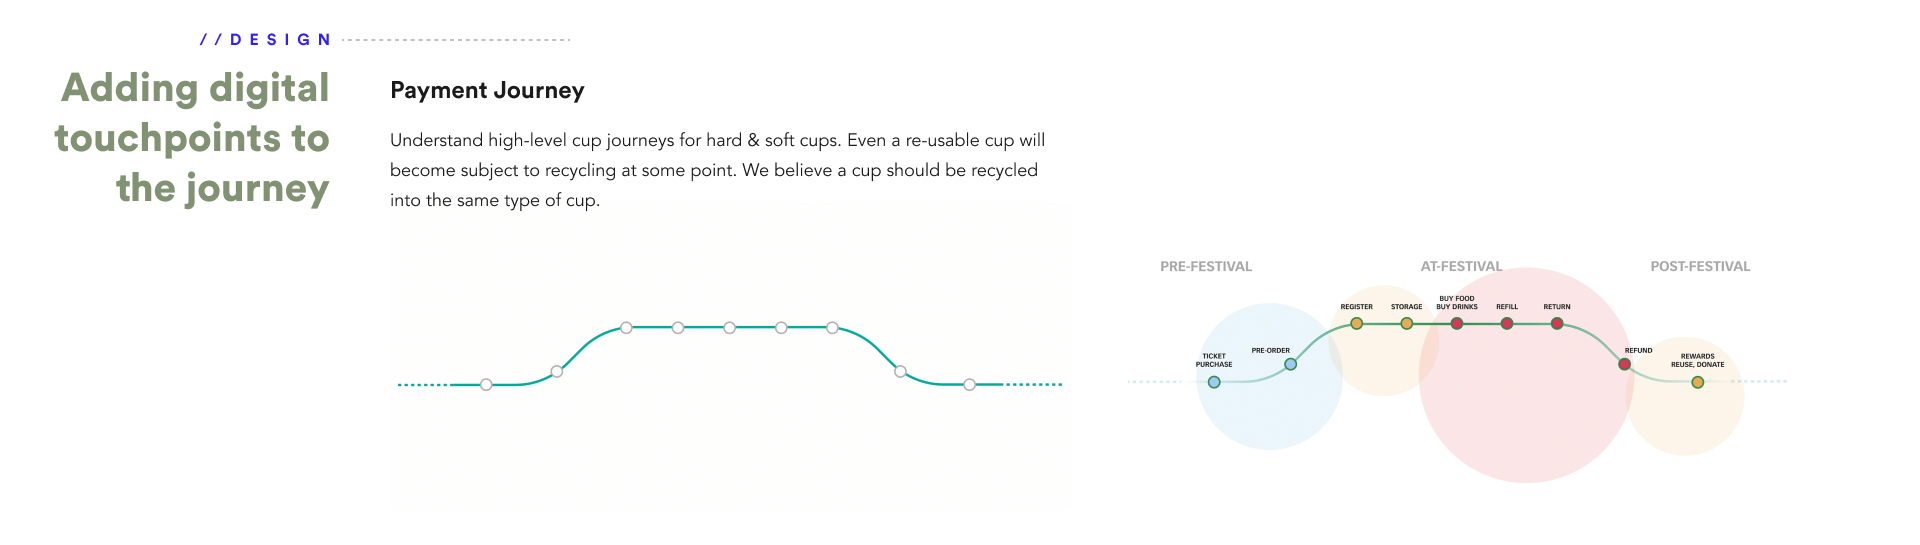 //DESIGN
Adding digital
touchpoints to
the journey
Payment Journey
Understand high-level cup journeys for hard & soft cups. Even a re-usable cup will
become subject to recycling at some point. We believe a cup should be recycled
into the same type of cup.
PRE-FESTIVAL
AT-FESTIVAL
POST-FESTIVAL
TICKET
PURCHASE
PRE-ORDER
REGISTER
STORAGE
BUY FOOD
BUY DRINKS
REFILL
RETURN
REFUND
REWARDS
REUSE, DONATE